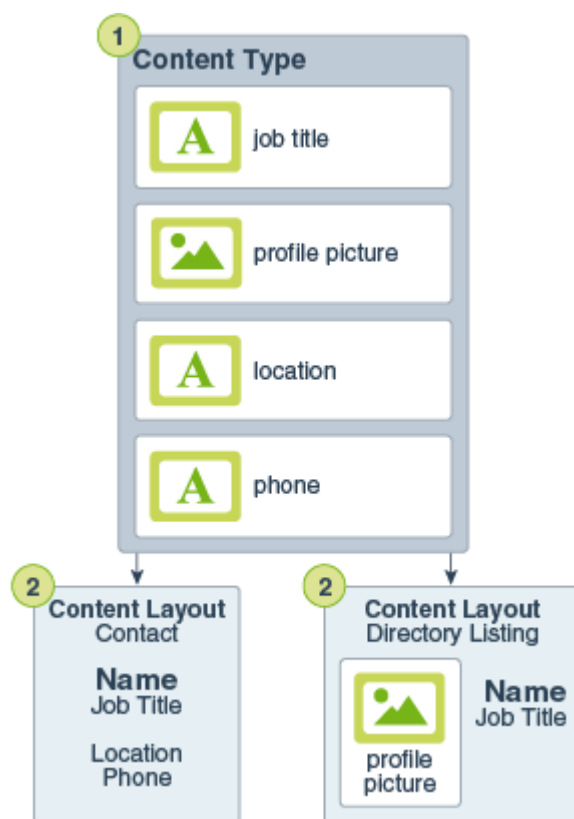 1
Content Type
A
job title
profile picture
A
location
A
phone
2
Content Layout
Contact
Name
Job Title
Location
Phone
2
Content Layout
Directory Listing
profile
picture
Name
Job Title